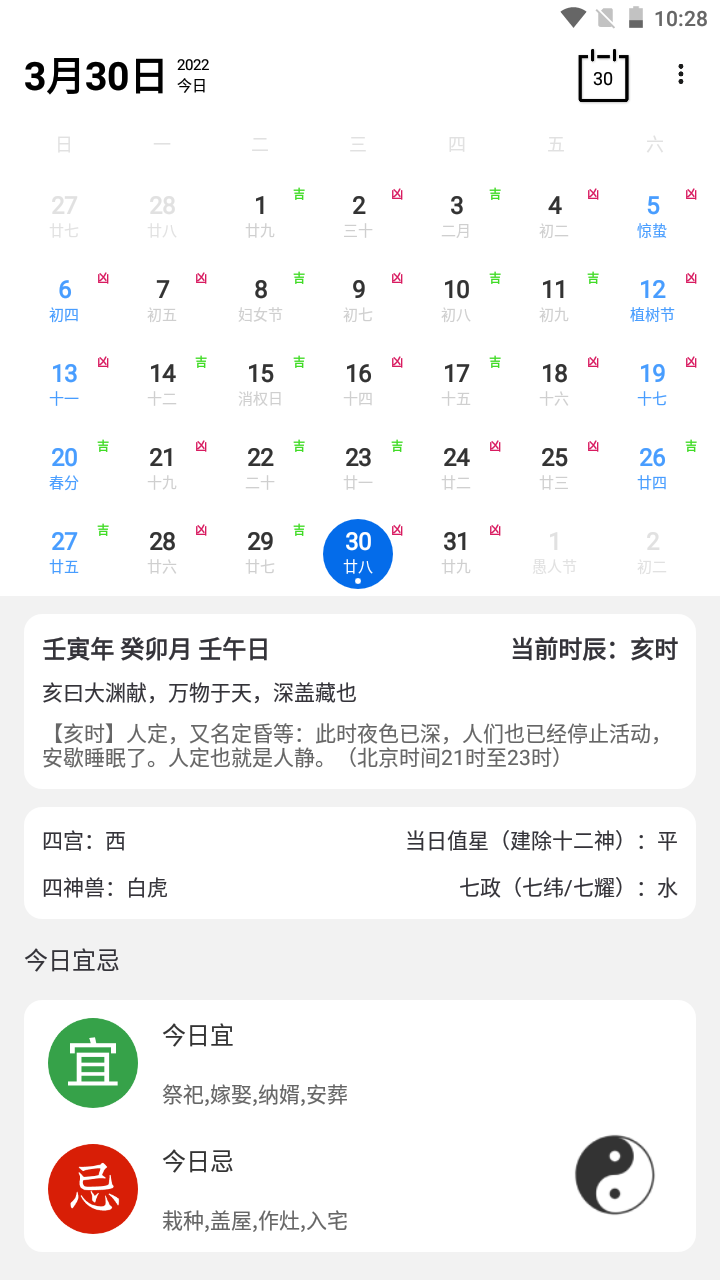 10:28
3月30日 2022
今日
30
日 一 二 三 四 五 六
27 28 1 吉 2 凶 3 吉 4 凶 5 凶
廿七 廿八 廿九 三十 二月 初二 惊蛰
6 凶 7 凶 8 吉 9 凶 10 吉 11 吉 12 凶
初四 初五 妇女节 初七 初八 初九 植树节
13 凶 14 吉 15 吉 16 凶 17 吉 18 凶 19 凶
十一 十二 消权日 十四 十五 十六 十七
20 吉 21 凶 22 吉 23 吉 24 凶 25 凶 26 吉
春分 十九 二十 廿一 廿二 廿三 廿四
27 吉 28 凶 29 吉 30 凶 31 凶 1 2
廿五 廿六 廿七 廿八 廿九 愚人节 初二
壬寅年 癸卯月 壬午日 当前时辰：亥时
亥曰大渊献，万物于天，深盖藏也
【亥时】人定，又名定昏等：此时夜色已深，人们也已经停止活动，
安歇睡眠了。人定也就是人静。（北京时间21时至23时）
四宫：西 当日值星（建除十二神）：平
四神兽：白虎 七政（七纬/七耀）：水
今日宜忌
宜 今日宜
祭祀,嫁娶,纳婿,安葬
忌 今日忌
栽种,盖屋,作灶,入宅